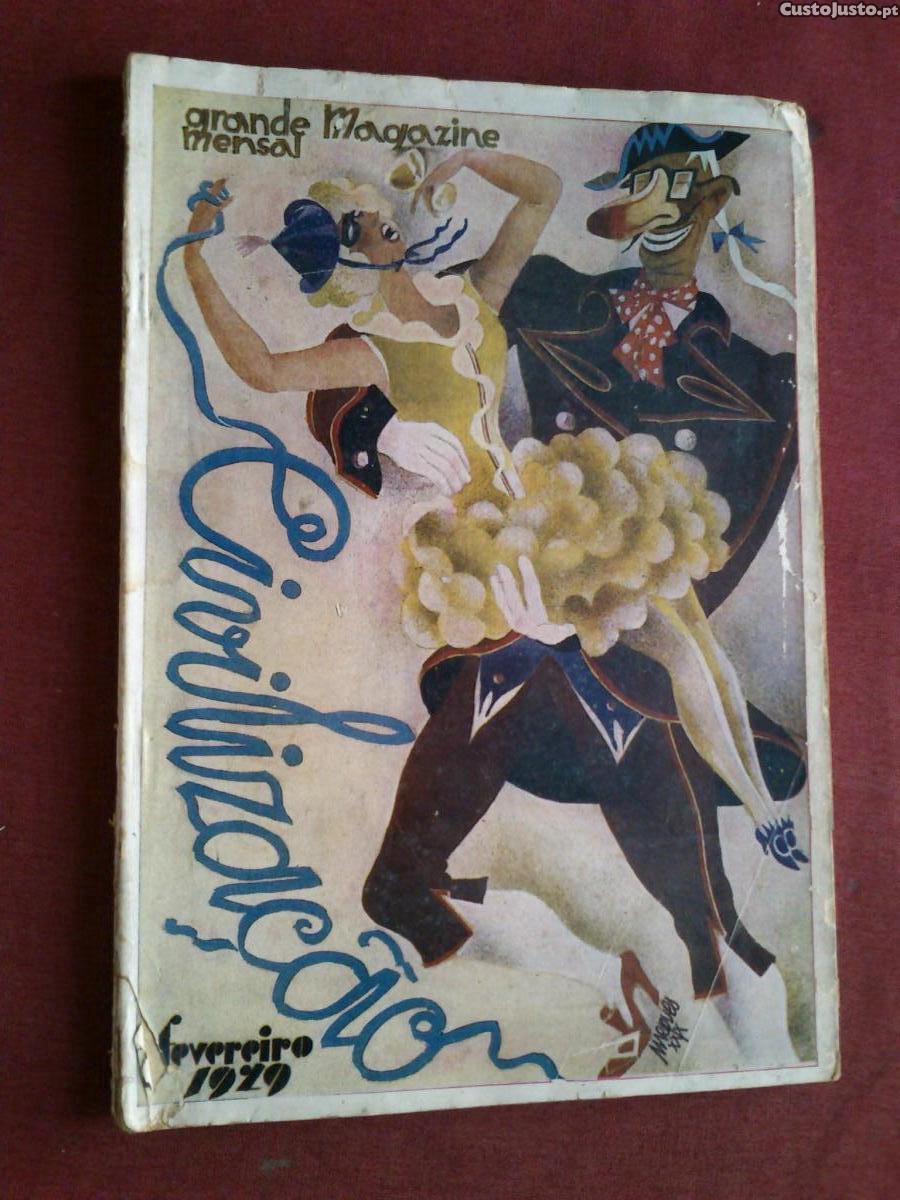 CustoJusto.pt
grande Magazine
mensal
Civilização
fevereiro
1929